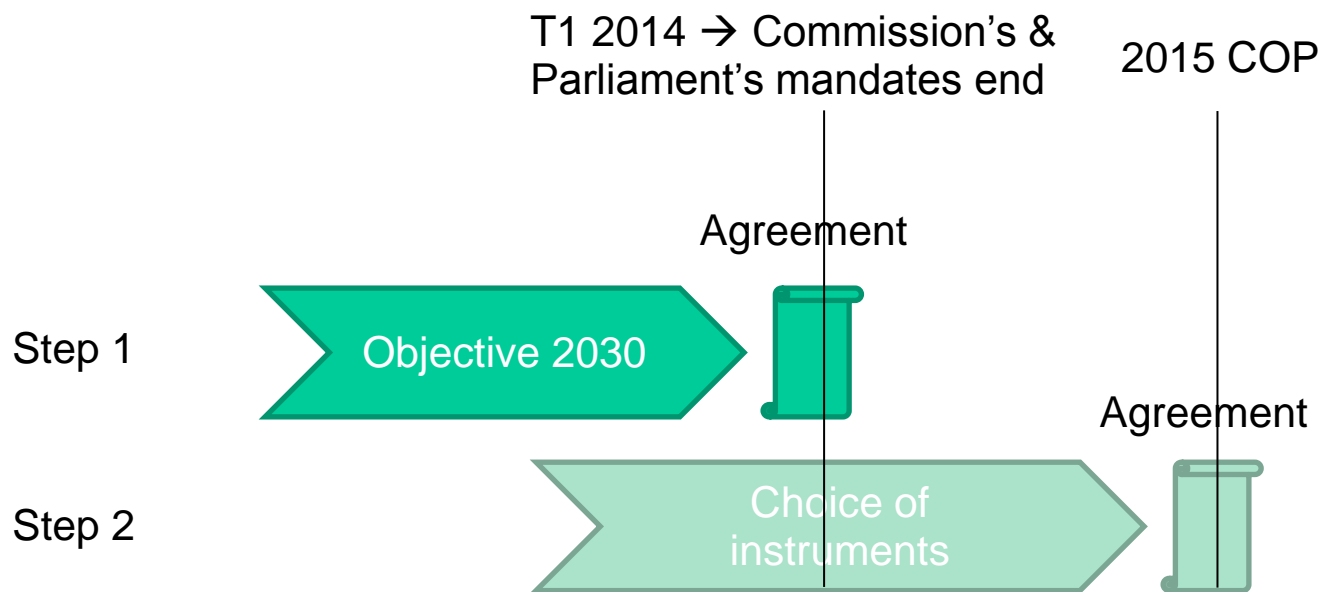 T1 2014 → Commission’s &
Parliament’s mandates end
2015 COP
Agreement
Step 1
Objective 2030
Agreement
Step 2
Choice of
instruments